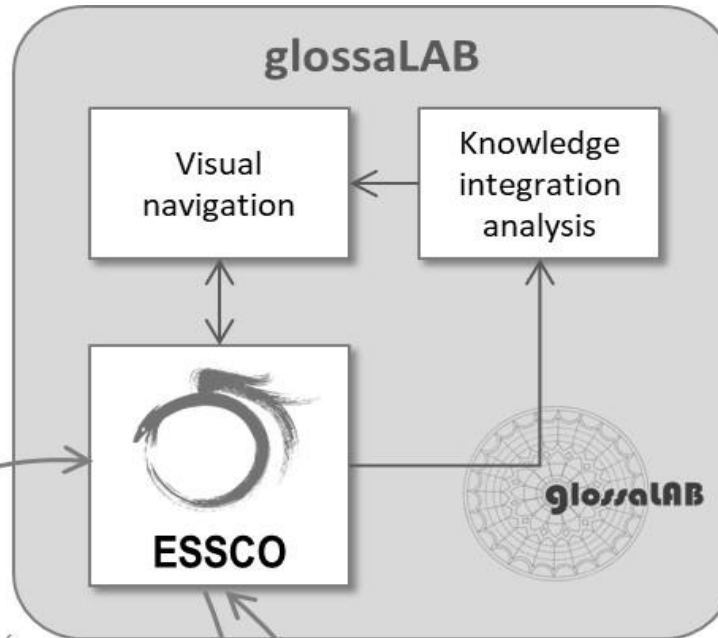 glossaLAB
Visual
navigation
Knowledge
integration
analysis
ESSCO
glossaLAB